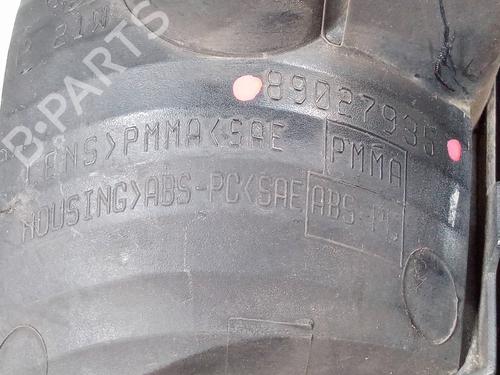 21W
89027935
LENS>PMMA<SAE PMMA
HOUSING>ABS-PC<SAE ABS-PC
B-PARTS